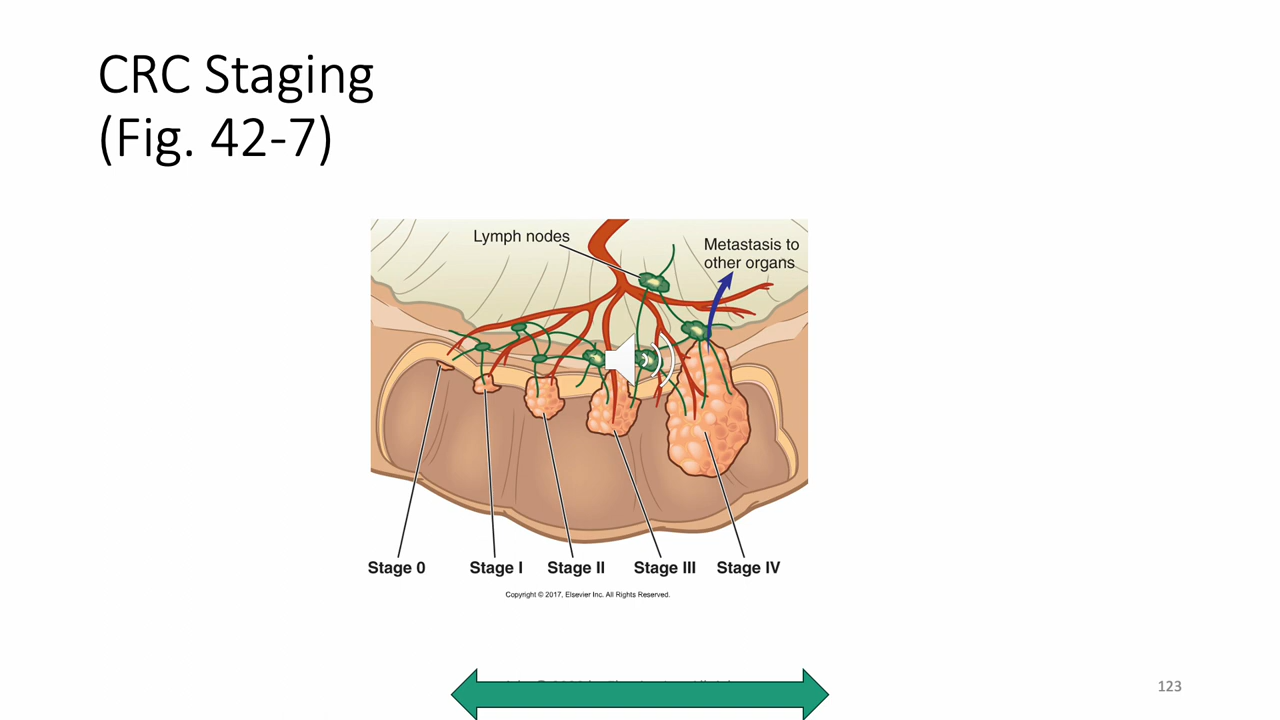 CRC Staging
(Fig. 42-7)
Lymph nodes
Metastasis to
other organs
Stage 0
Stage I
Stage II
Stage III
Stage IV
Copyright © 2017, Elsevier Inc. All Rights Reserved.
123